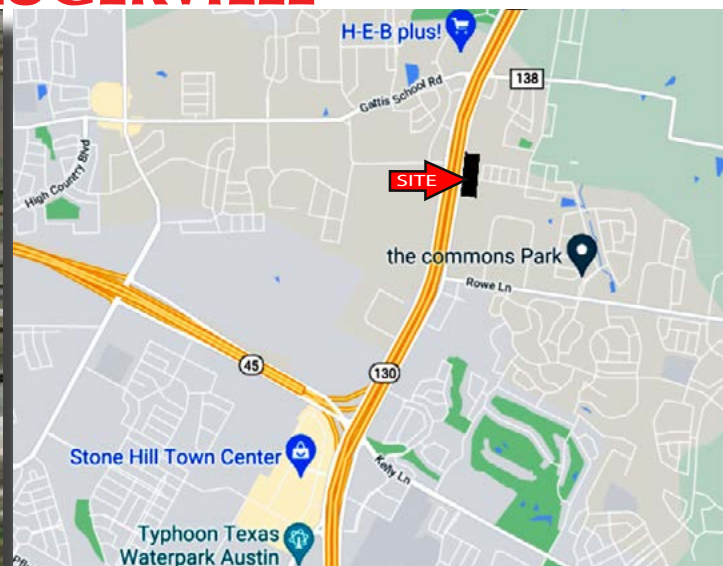 H-E-B plus!
138
Gattis School Rd
High Country Blvd
SITE
the commons Park
Rowe Ln
45
130
Stone Hill Town Center
Kelly Ln
Typhoon Texas
Waterpark Austin